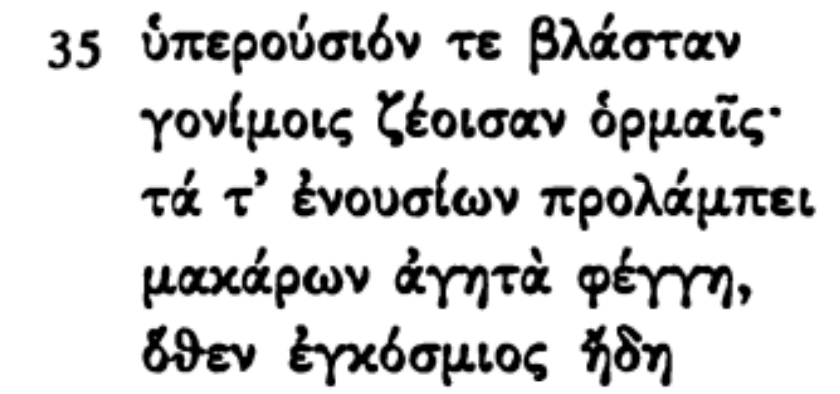 35 ὑπερούσιόν τε βλάσταν
γονίμοις ζέοισαν ὁρμαῖς·
τά τ’ ἐνουσίων προλάμπει
μακάρων ἀγητὰ φέγγη,
ὅθεν ἐγκόσμιος ἤδη